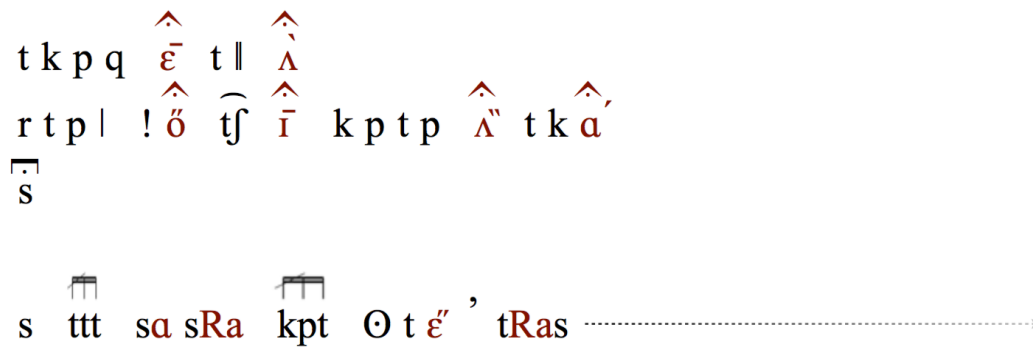 t k p q ɛ̄ t ǁ ʌ̀
r t p ǀ ! ő t͡ʃ ɪ̄ k p t p ʌ̏ t k ɑ́
s
s ttt sɑ sRa kpt ʘ t ɛ̋ ’ tRas